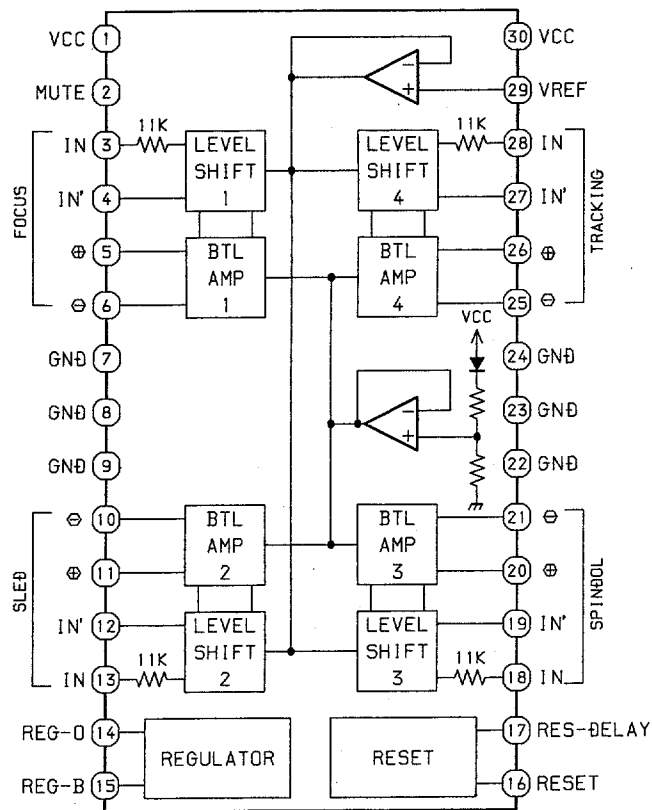 VCC 1
MUTE 2
FOCUS
IN 3 11K
IN' 4
⊕ 5
⊖ 6
GND 7
GND 8
GND 9
SLED
⊖ 10
⊕ 11
IN' 12
IN 13 11K
REG-O 14
REG-B 15
LEVEL
SHIFT
1
BTL
AMP
1
BTL
AMP
2
LEVEL
SHIFT
2
REGULATOR
−
+
LEVEL
SHIFT
4
BTL
AMP
4
VCC
−
+
BTL
AMP
3
LEVEL
SHIFT
3
RESET
30 VCC
29 VREF
11K 28 IN
27 IN'
26 ⊕
25 ⊖
TRACKING
24 GND
23 GND
22 GND
21 ⊖
20 ⊕
19 IN'
11K 18 IN
SPINDOL
17 RES-DELAY
16 RESET